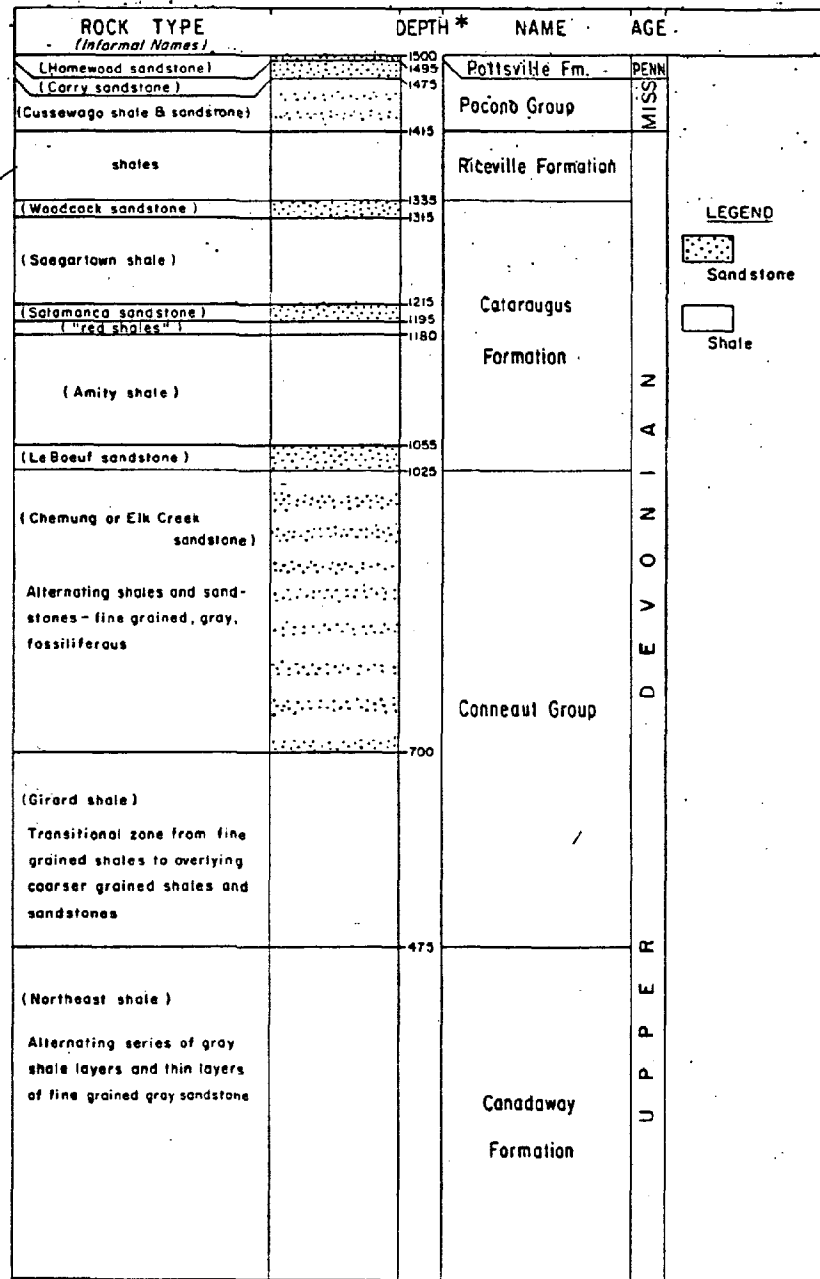 ROCK TYPE
(Informal Names)
DEPTH *
NAME
AGE
1500
(Homewood sandstone)
1495
Pottsville Fm.
PENN
(Corry sandstone)
1475
(Cussewago shale & sandstone)
Pocono Group
MISS
1415
shales
Riceville Formation
1335
(Woodcock sandstone)
1315
(Saegartown shale)
1215
(Salamanca sandstone)
1195
("red shales")
1180
Cataraugus
Formation
(Amity shale)
1055
(Le Boeuf sandstone)
1025
(Chemung or Elk Creek
sandstone)
Alternating shales and sand-
stones - fine grained, gray,
fossiliferous
Conneaut Group
700
(Girard shale)
Transitional zone from fine
grained shales to overlying
coarser grained shales and
sandstones
475
(Northeast shale)
Alternating series of gray
shale layers and thin layers
of fine grained gray sandstone
Canadaway
Formation
UPPER DEVONIAN
LEGEND
Sandstone
Shale